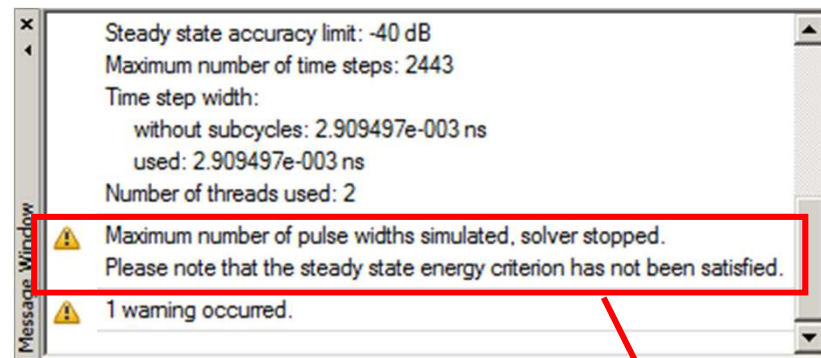 Steady state accuracy limit: -40 dB
Maximum number of time steps: 2443
Time step width:
without subcycles: 2.909497e-003 ns
used: 2.909497e-003 ns
Number of threads used: 2
Maximum number of pulse widths simulated, solver stopped.
Please note that the steady state energy criterion has not been satisfied.
1 warning occurred.
Message Window